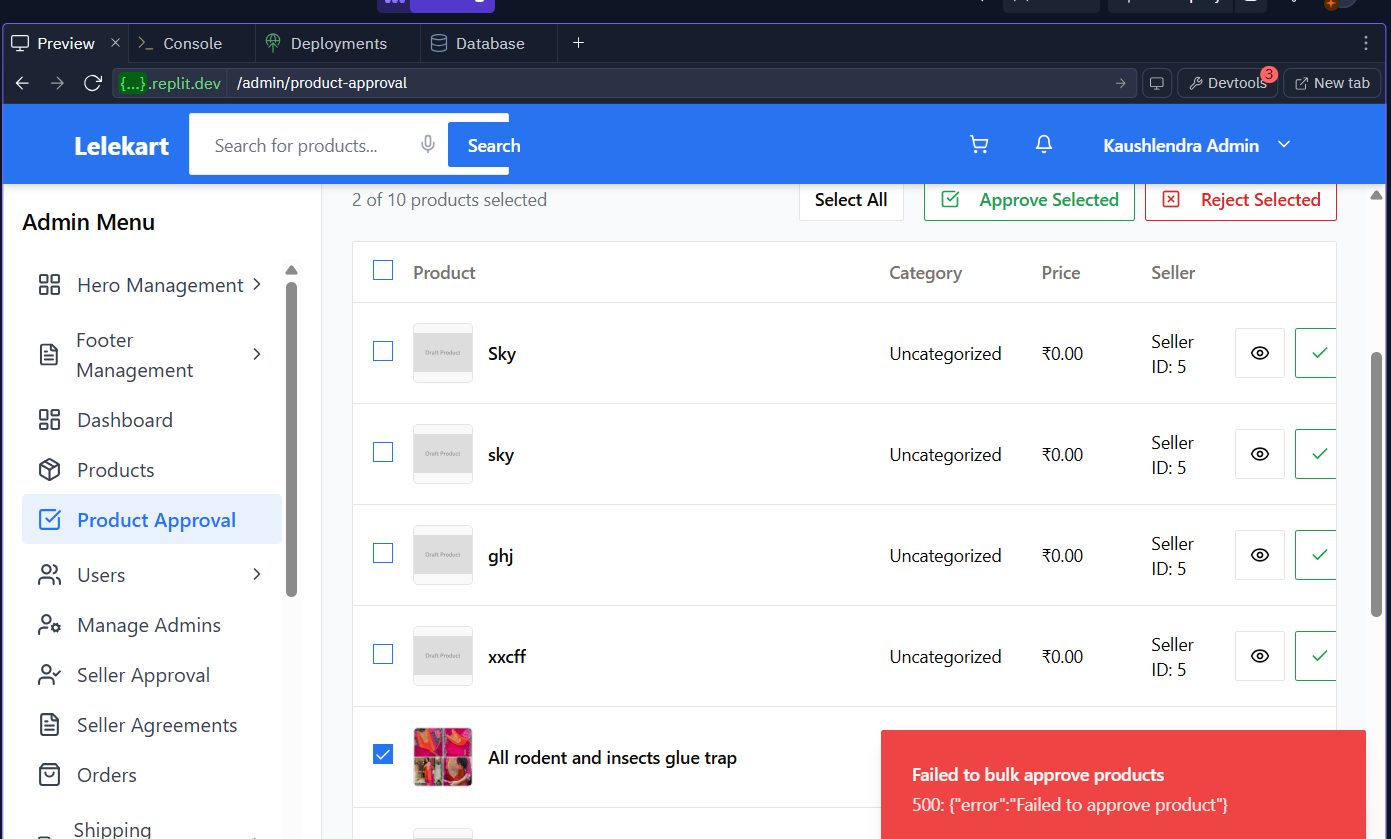 Preview
Console
Deployments
Database
{...}.replit.dev /admin/product-approval
Devtools
3
New tab
Lelekart
Search for products...
Search
Kaushlendra Admin
Admin Menu
Hero Management
Footer
Management
Dashboard
Products
Product Approval
Users
Manage Admins
Seller Approval
Seller Agreements
Orders
Shipping
2 of 10 products selected
Select All
Approve Selected
Reject Selected
Product Category Price Seller
Draft Product
Sky Uncategorized ₹0.00 Seller
ID: 5
Draft Product
sky Uncategorized ₹0.00 Seller
ID: 5
Draft Product
ghj Uncategorized ₹0.00 Seller
ID: 5
Draft Product
xxcff Uncategorized ₹0.00 Seller
ID: 5
All rodent and insects glue trap
Failed to bulk approve products
500: {"error":"Failed to approve product"}